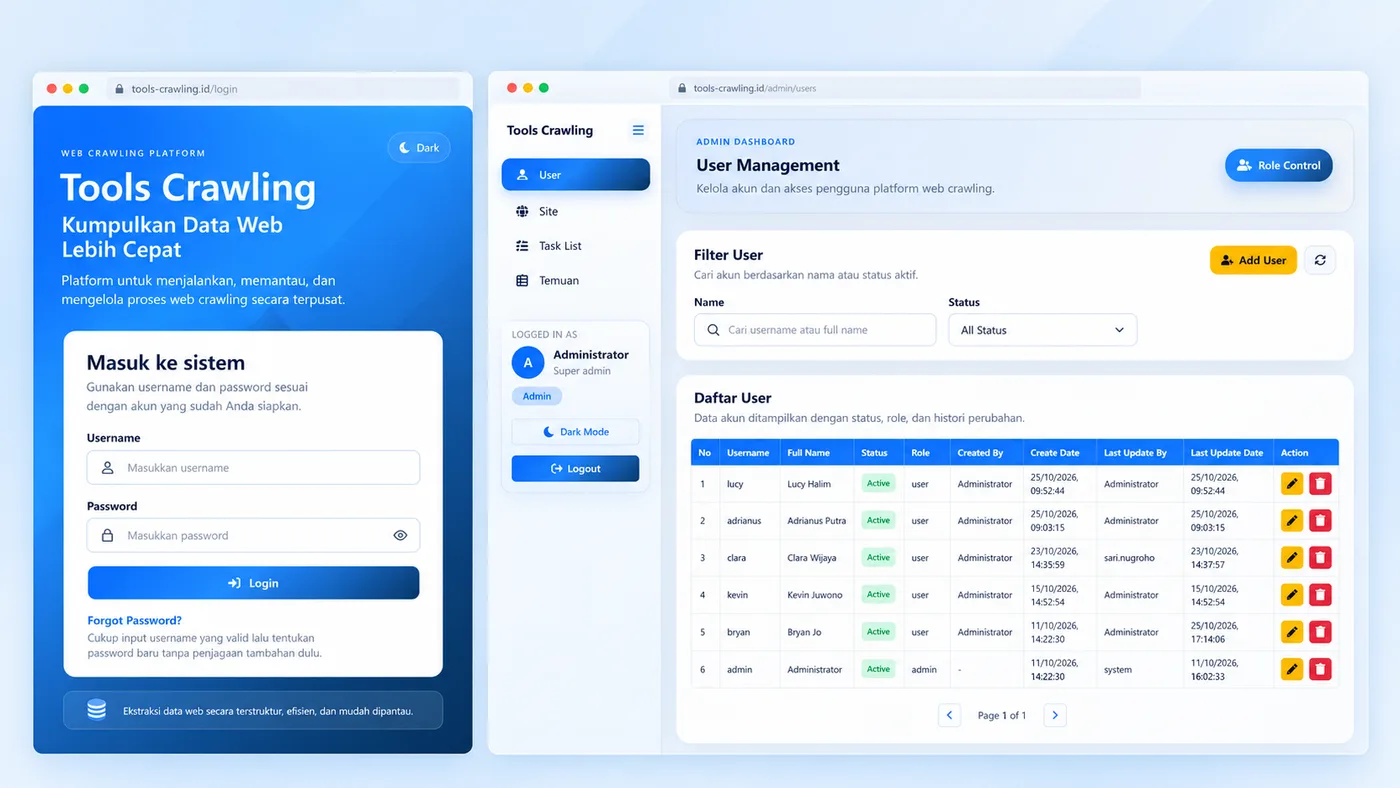 tools-crawling.id/login
WEB CRAWLING PLATFORM
Dark
Tools Crawling
Kumpulkan Data Web
Lebih Cepat
Platform untuk menjalankan, memantau, dan
mengelola proses web crawling secara terpusat.
Masuk ke sistem
Gunakan username dan password sesuai
dengan akun yang sudah Anda siapkan.
Username
Masukkan username
Password
Masukkan password
Login
Forgot Password?
Cukup input username yang valid lalu tentukan
password baru tanpa penjagaan tambahan dulu.
Ekstraksi data web secara terstruktur, efisien, dan mudah dipantau.
tools-crawling.id/admin/users
Tools Crawling
User
Site
Task List
Temuan
LOGGED IN AS
A
Administrator
Super admin
Admin
Dark Mode
Logout
ADMIN DASHBOARD
User Management
Kelola akun dan akses pengguna platform web crawling.
Role Control
Filter User
Cari akun berdasarkan nama atau status aktif.
Add User
Name
Status
Cari username atau full name
All Status
Daftar User
Data akun ditampilkan dengan status, role, dan histori perubahan.
No Username Full Name Status Role Created By Create Date Last Update By Last Update Date Action
1 lucy Lucy Halim Active user Administrator 25/10/2026, 09:52:44 Administrator 25/10/2026, 09:52:44
2 adrianus Adrianus Putra Active user Administrator 25/10/2026, 09:03:15 Administrator 25/10/2026, 09:03:15
3 clara Clara Wijaya Active user Administrator 23/10/2026, 14:35:59 sari.nugroho 23/10/2026, 14:37:57
4 kevin Kevin Juwono Active user Administrator 15/10/2026, 14:52:54 Administrator 15/10/2026, 14:52:54
5 bryan Bryan Jo Active user Administrator 11/10/2026, 14:22:30 Administrator 25/10/2026, 17:14:06
6 admin Administrator Active admin - 11/10/2026, 14:22:30 system 11/10/2026, 16:02:33
Page 1 of 1